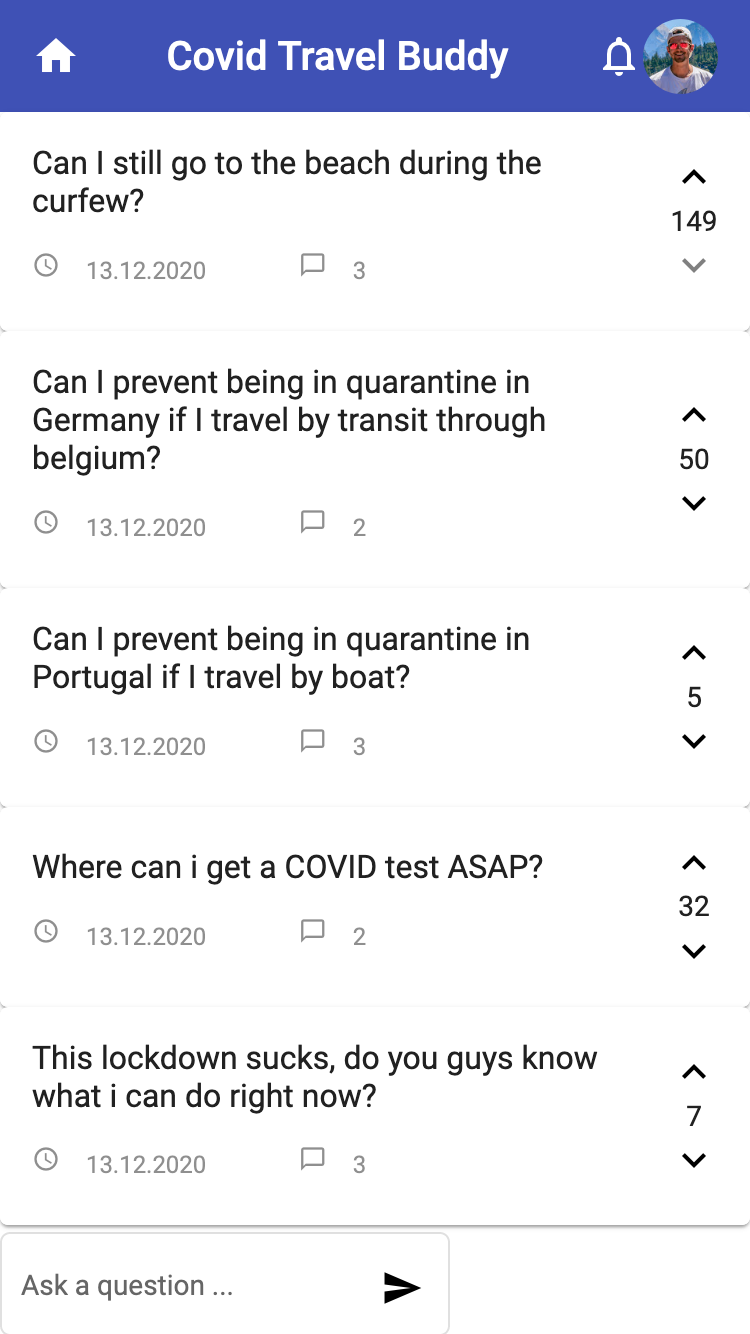 Covid Travel Buddy
Can I still go to the beach during the
curfew?
149
13.12.2020 3
Can I prevent being in quarantine in
Germany if I travel by transit through
belgium?
50
13.12.2020 2
Can I prevent being in quarantine in
Portugal if I travel by boat?
5
13.12.2020 3
Where can i get a COVID test ASAP?
32
13.12.2020 2
This lockdown sucks, do you guys know
what i can do right now?
7
13.12.2020 3
Ask a question ...